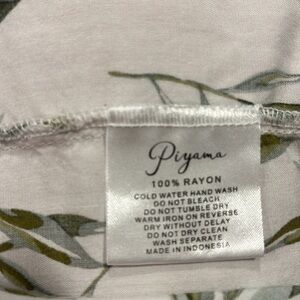 Piyama
100% RAYON
COLD WATER HAND WASH
DO NOT BLEACH
DO NOT TUMBLE DRY
WARM IRON ON REVERSE
DRY WITHOUT DELAY
DO NOT DRY CLEAN
WASH SEPARATE
MADE IN INDONESIA